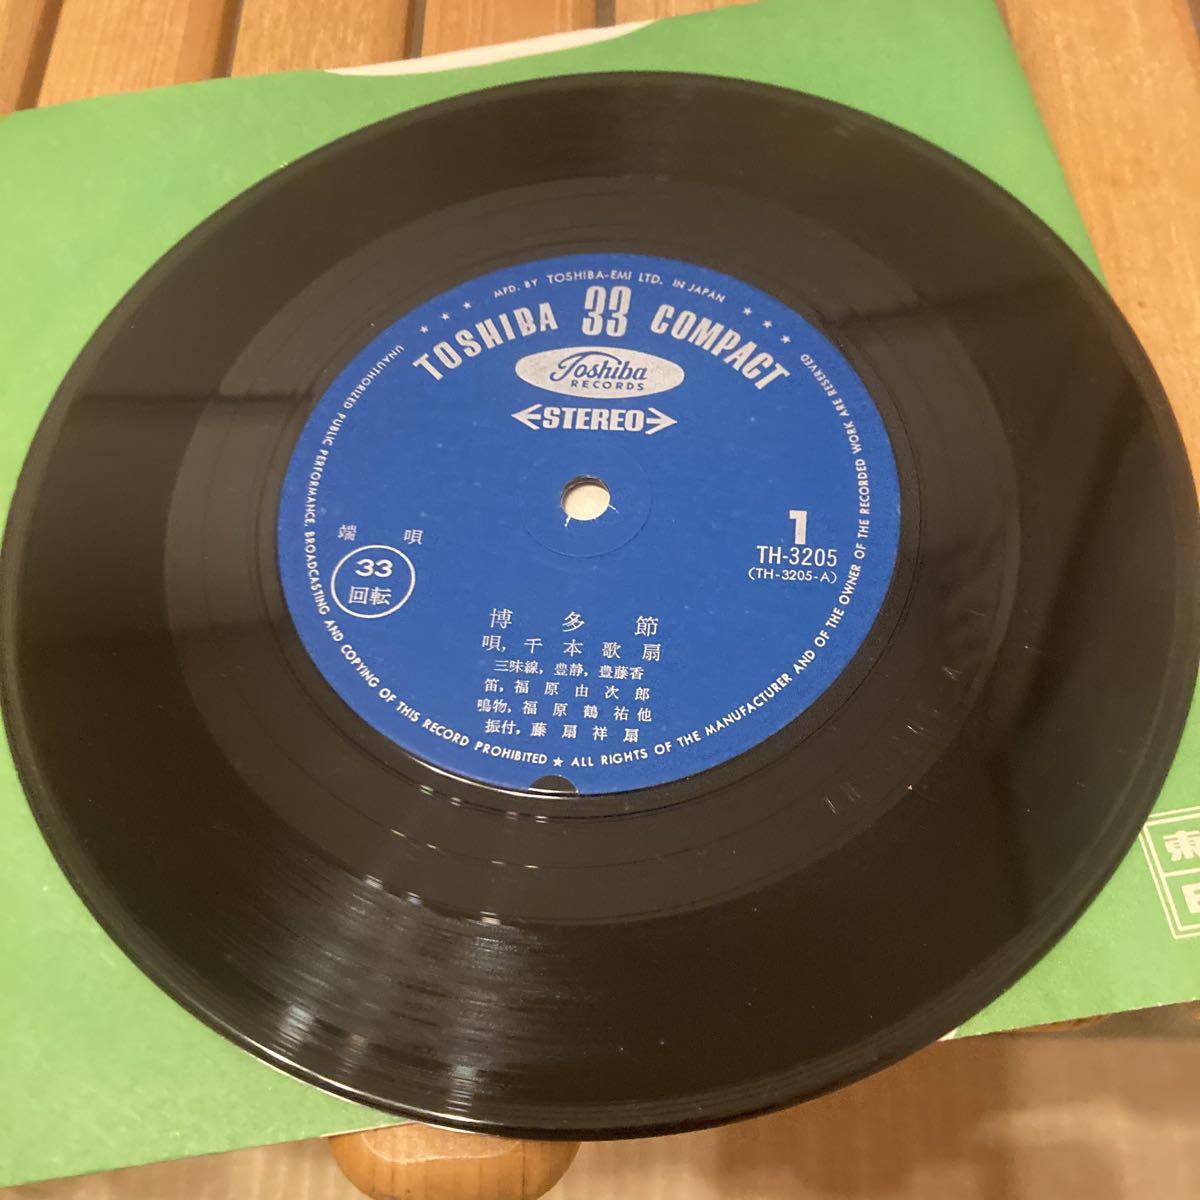 MFD. BY TOSHIBA-EMI LTD. IN JAPAN
★ ★ ★ ★ ★ ★
TOSHIBA 33 COMPACT
Toshiba
RECORDS
STEREO
端唄
33
回転
1
TH-3205
(TH-3205-A)
博多節
唄,千本歌扇
三味線,豊静,豊藤香
笛,福原由次郎
鳴物,福原鶴祐他
振付,藤扇祥扇
UNAUTHORIZED PUBLIC PERFORMANCE, BROADCASTING AND COPYING OF THIS RECORD PROHIBITED ★ ALL RIGHTS OF THE MANUFACTURER AND OF THE OWNER OF THE RECORDED WORK ARE RESERVED
東